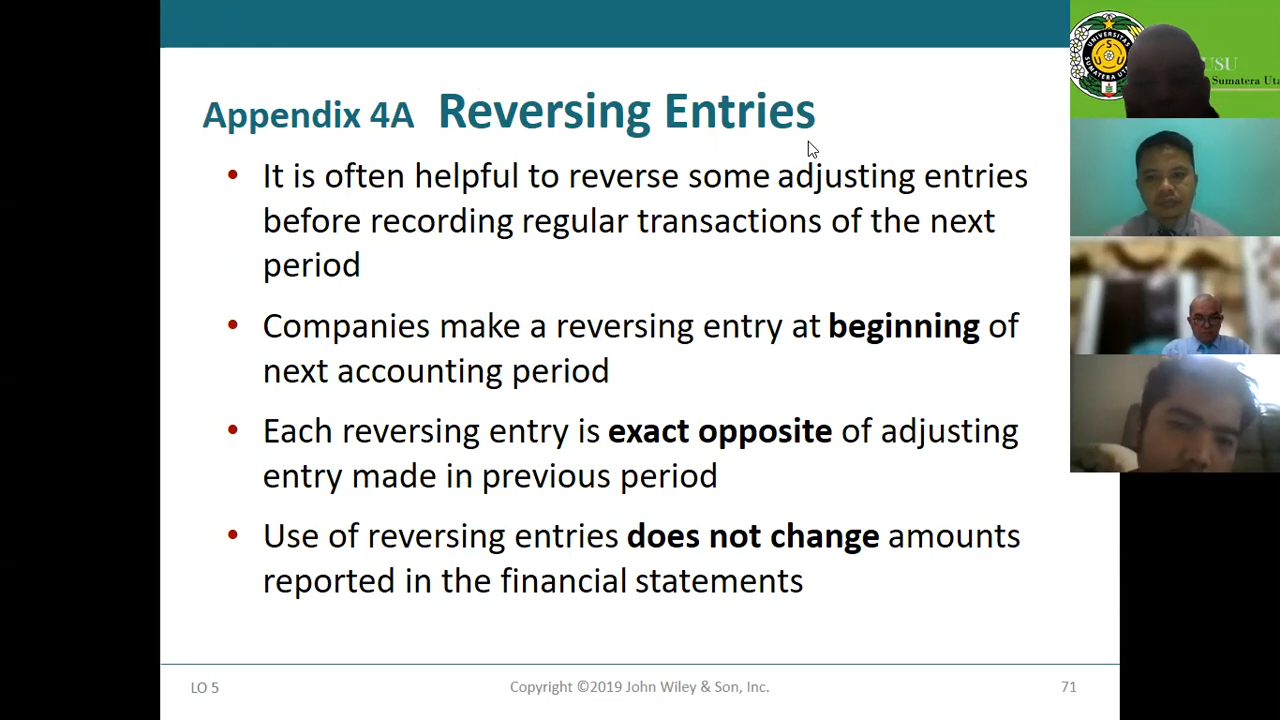 Appendix 4A Reversing Entries
• It is often helpful to reverse some adjusting entries
before recording regular transactions of the next
period
• Companies make a reversing entry at beginning of
next accounting period
• Each reversing entry is exact opposite of adjusting
entry made in previous period
• Use of reversing entries does not change amounts
reported in the financial statements
LO 5
Copyright ©2019 John Wiley & Son, Inc.
71
UNIVERSITAS
SUMATERA UTARA
USU
Sumatera Uta